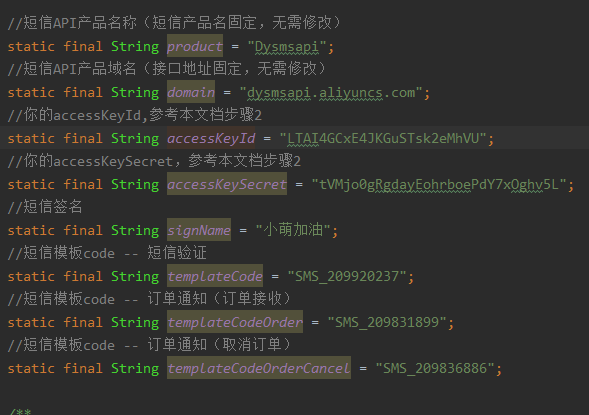 //短信API产品名称（短信产品名固定，无需修改）
static final String product = "Dysmsapi";
//短信API产品域名（接口地址固定，无需修改）
static final String domain = "dysmsapi.aliyuncs.com";
//你的accessKeyId,参考本文档步骤2
static final String accessKeyId = "LTAI4GCxE4JKGuSTsk2eMhVU";
//你的accessKeySecret，参考本文档步骤2
static final String accessKeySecret = "tVMjo0gRgdayEohrboePdY7xOghv5L";
//短信签名
static final String signName = "小萌加油";
//短信模板code -- 短信验证
static final String templateCode = "SMS_209920237";
//短信模板code -- 订单通知（订单接收）
static final String templateCodeOrder = "SMS_209831899";
//短信模板code -- 订单通知（取消订单）
static final String templateCodeOrderCancel = "SMS_209836886";
/**